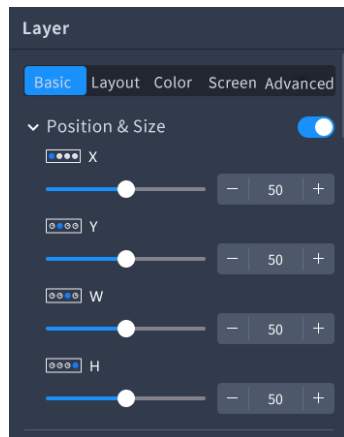 Layer
Basic Layout Color Screen Advanced
Position & Size
X
50
Y
50
W
50
H
50